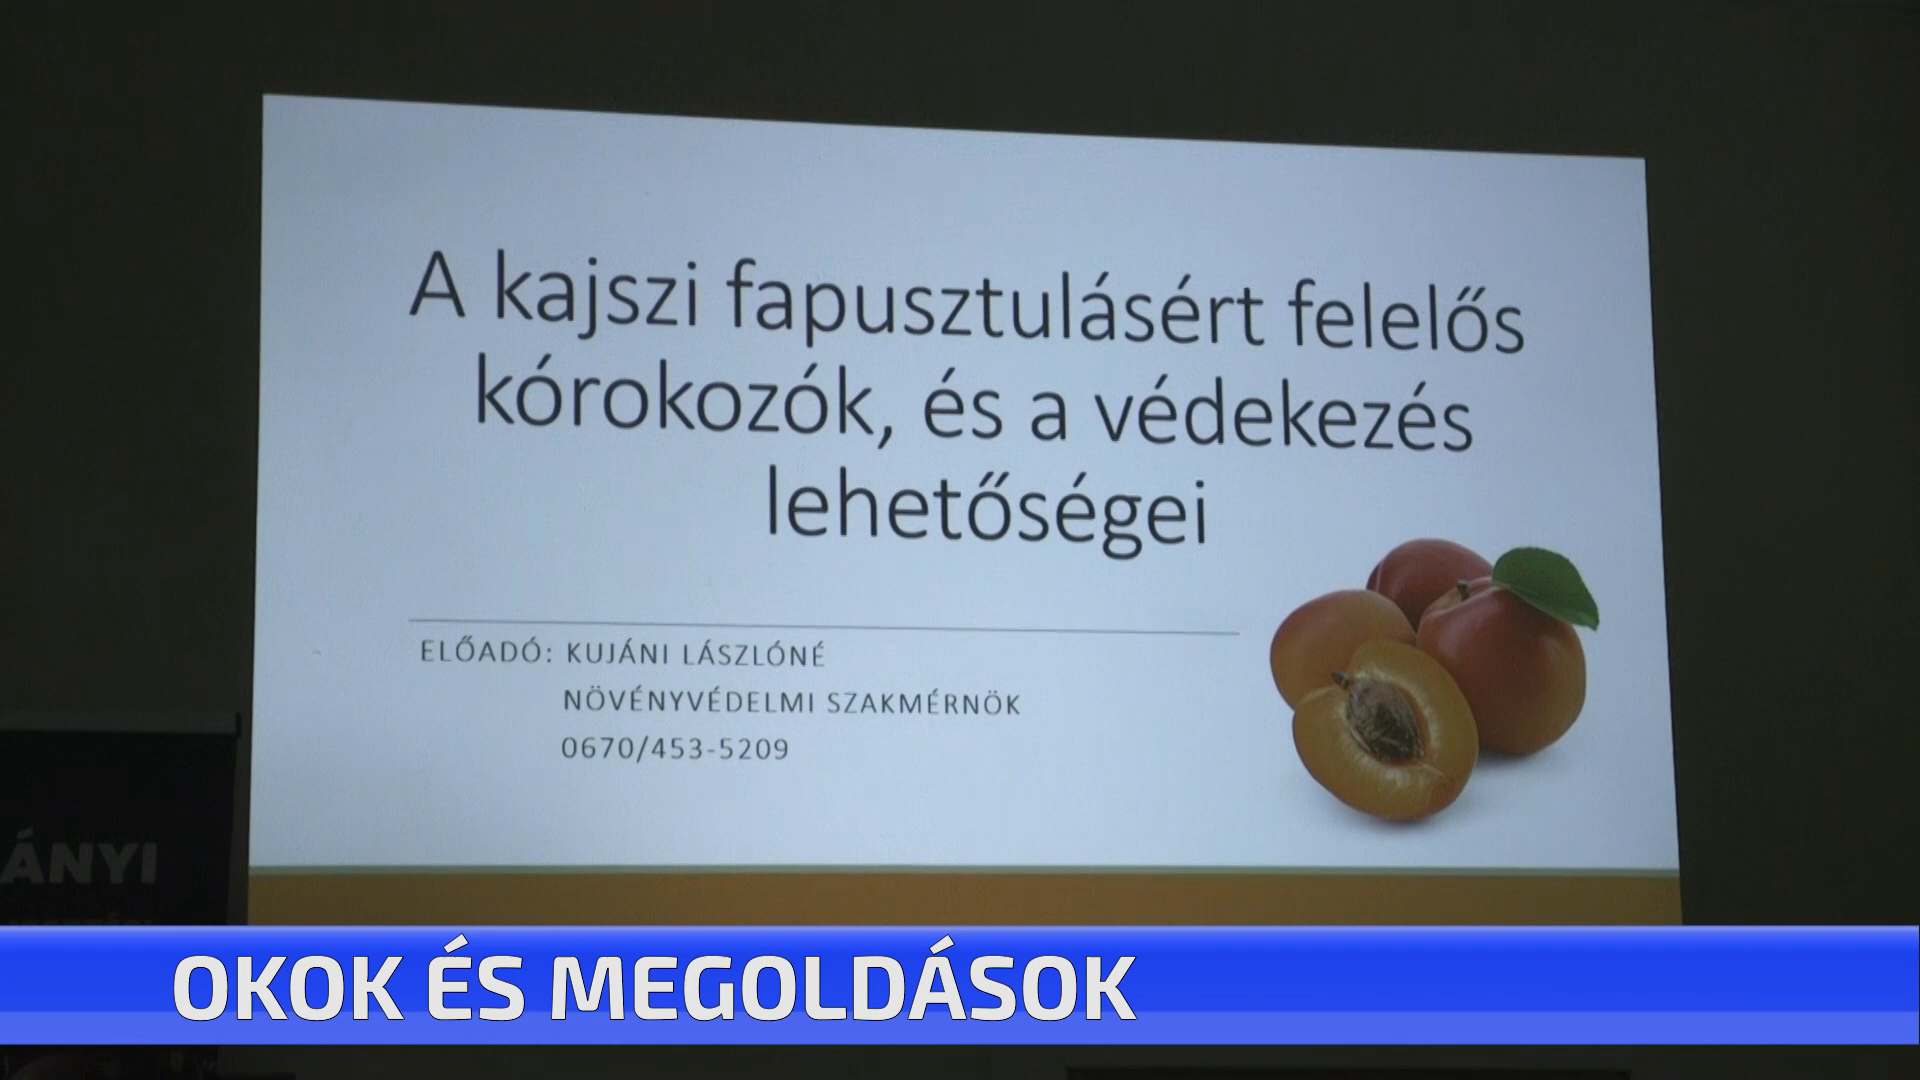 A kajszi fapusztulásért felelős
kórokozók, és a védekezés
lehetőségei
ELŐADÓ: KUJÁNI LÁSZLÓNÉ
NÖVÉNYVÉDELMI SZAKMÉRNÖK
0670/453-5209
ÁNYI
OKOK ÉS MEGOLDÁSOK